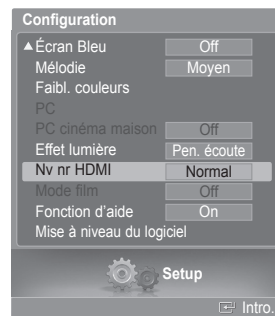 Configuration
▲Écran Bleu Off
Mélodie Moyen
Faibl. couleurs
PC
PC cinéma maison Off
Effet lumière Pen. écoute
Nv nr HDMI Normal
Mode film Off
Fonction d'aide On
Mise à niveau du logiciel
Setup
Intro.